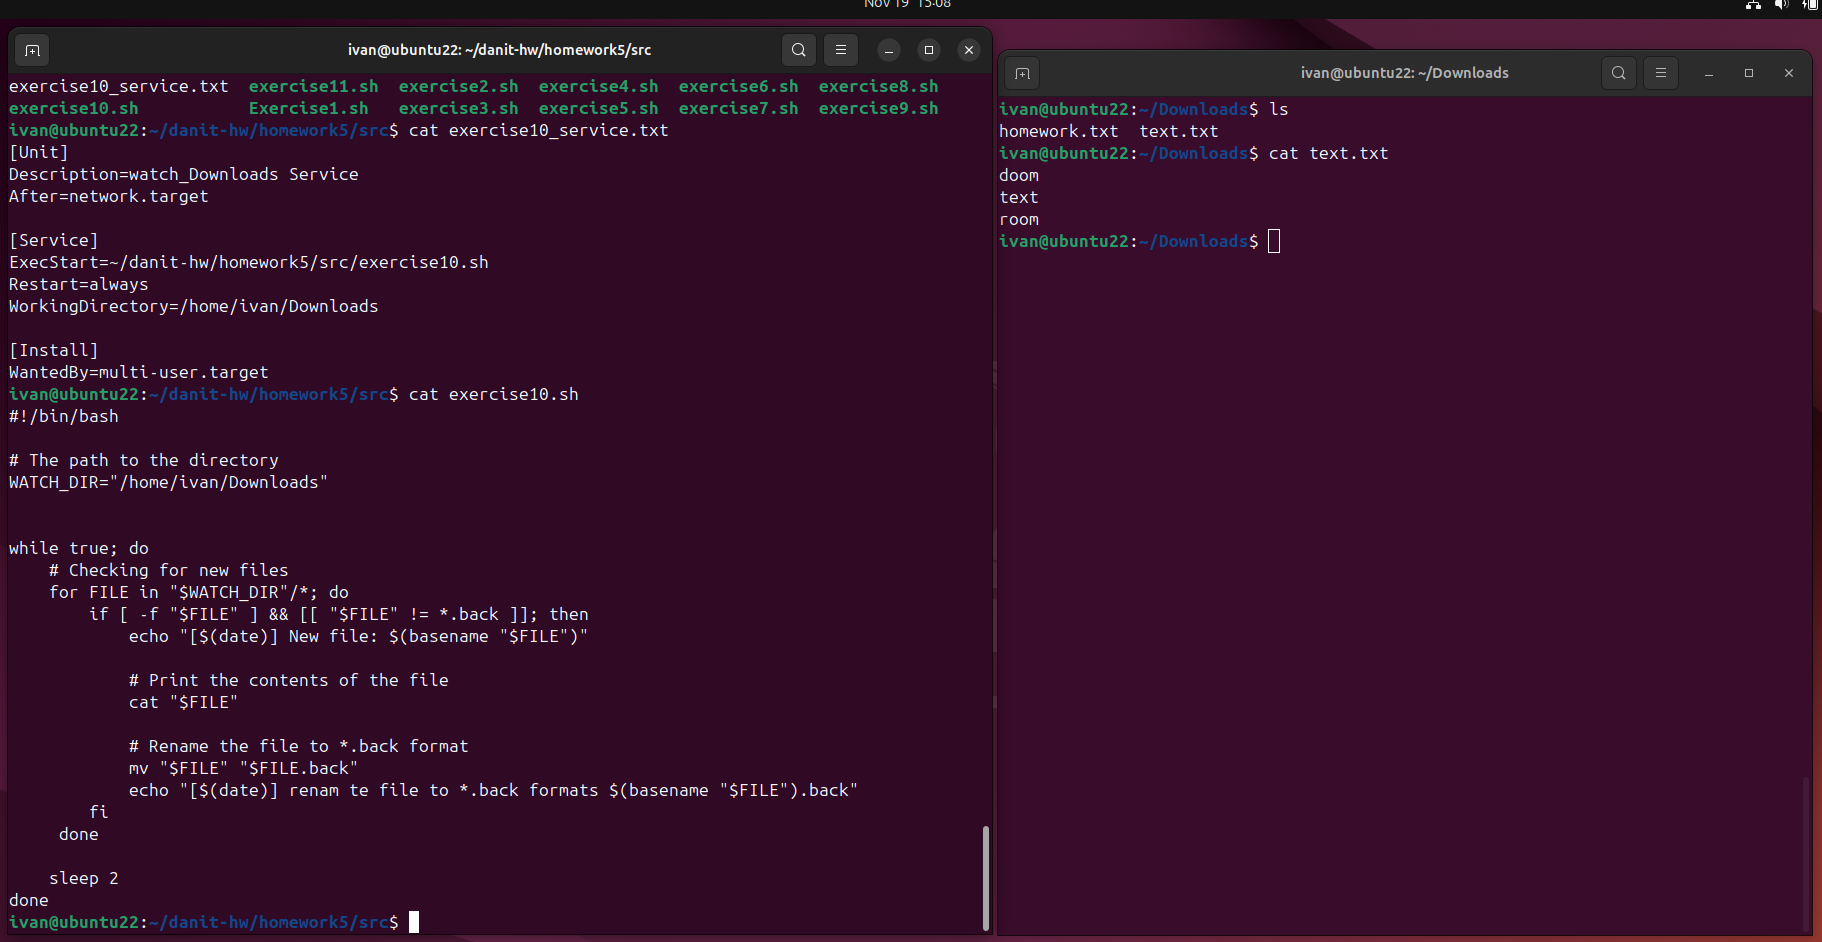 Nov 19 15:08
ivan@ubuntu22: ~/danit-hw/homework5/src
exercise10_service.txt  exercise11.sh  exercise2.sh  exercise4.sh  exercise6.sh  exercise8.sh
exercise10.sh           Exercise1.sh   exercise3.sh  exercise5.sh  exercise7.sh  exercise9.sh
ivan@ubuntu22:~/danit-hw/homework5/src$ cat exercise10_service.txt
[Unit]
Description=watch_Downloads Service
After=network.target
[Service]
ExecStart=~/danit-hw/homework5/src/exercise10.sh
Restart=always
WorkingDirectory=/home/ivan/Downloads
[Install]
WantedBy=multi-user.target
ivan@ubuntu22:~/danit-hw/homework5/src$ cat exercise10.sh
#!/bin/bash
# The path to the directory
WATCH_DIR="/home/ivan/Downloads"
while true; do
    # Checking for new files
    for FILE in "$WATCH_DIR"/*; do
        if [ -f "$FILE" ] && [[ "$FILE" != *.back ]]; then
            echo "[$(date)] New file: $(basename "$FILE")"
            # Print the contents of the file
            cat "$FILE"
            # Rename the file to *.back format
            mv "$FILE" "$FILE.back"
            echo "[$(date)] renam te file to *.back formats $(basename "$FILE").back"
        fi
     done
    sleep 2
done
ivan@ubuntu22:~/danit-hw/homework5/src$
ivan@ubuntu22: ~/Downloads
ivan@ubuntu22:~/Downloads$ ls
homework.txt  text.txt
ivan@ubuntu22:~/Downloads$ cat text.txt
doom
text
room
ivan@ubuntu22:~/Downloads$